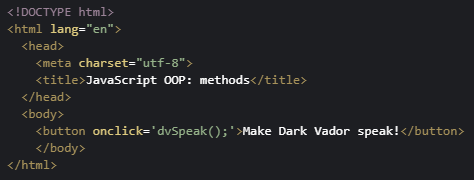 <!DOCTYPE html>
<html lang="en">
  <head>
    <meta charset="utf-8">
    <title>JavaScript OOP: methods</title>
  </head>
  <body>
    <button onclick='dvSpeak();'>Make Dark Vador speak!</button>
    </body>
</html>